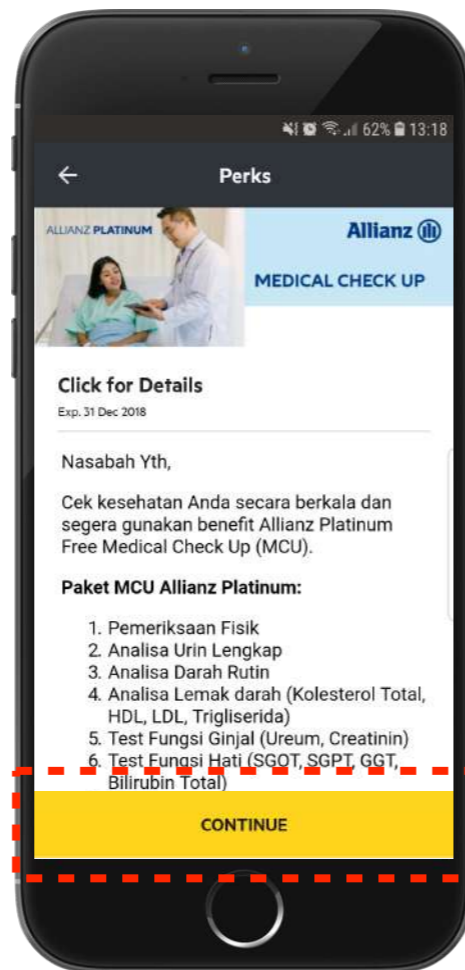 62% 13:18
Perks
ALLIANZ PLATINUM
Allianz
MEDICAL CHECK UP
Click for Details
Exp. 31 Dec 2018
Nasabah Yth,
Cek kesehatan Anda secara berkala dan
segera gunakan benefit Allianz Platinum
Free Medical Check Up (MCU).
Paket MCU Allianz Platinum:
1. Pemeriksaan Fisik
2. Analisa Urin Lengkap
3. Analisa Darah Rutin
4. Analisa Lemak darah (Kolesterol Total,
HDL, LDL, Trigliserida)
5. Test Fungsi Ginjal (Ureum, Creatinin)
6. Test Fungsi Hati (SGOT, SGPT, GGT,
Bilirubin Total)
CONTINUE